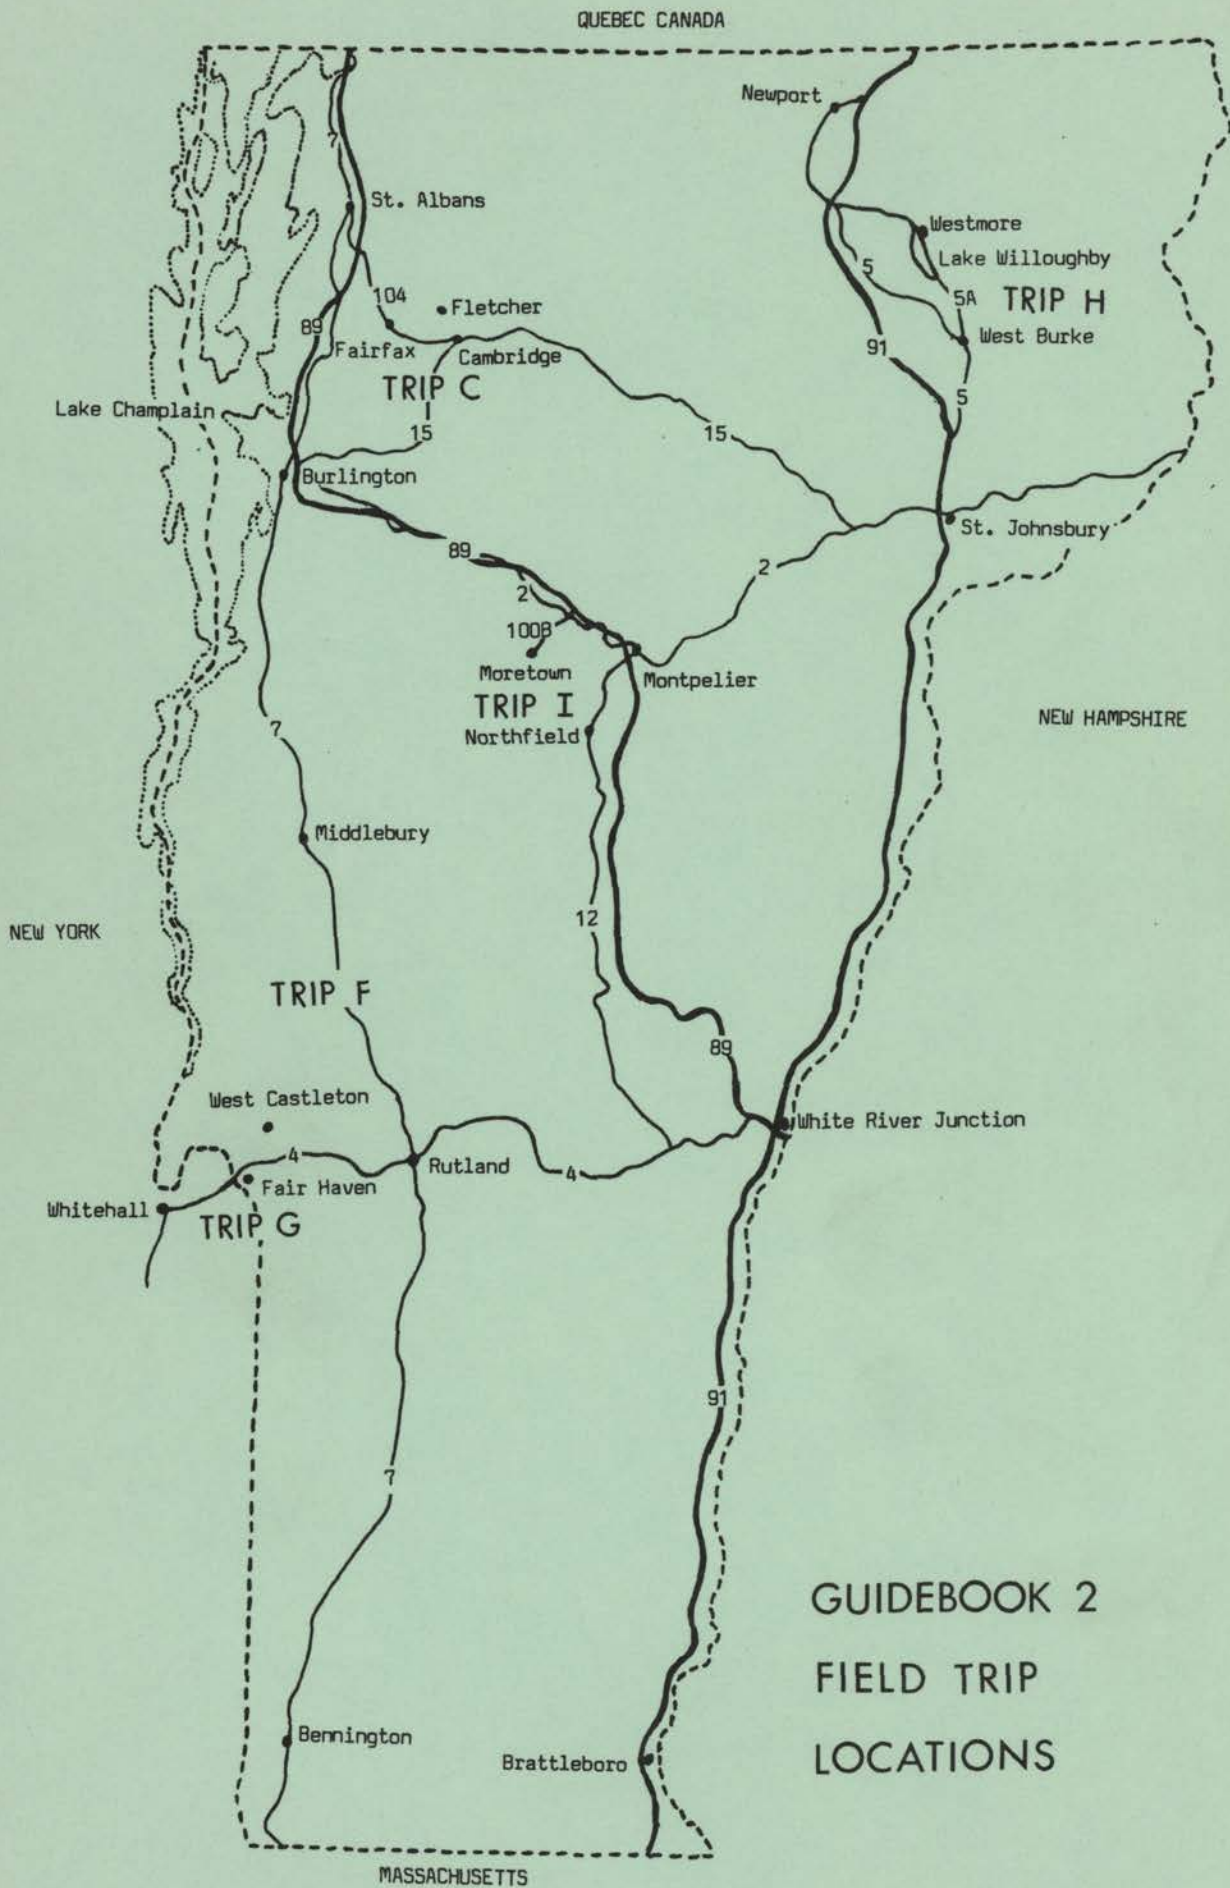 QUEBEC CANADA
Newport
7
St. Albans
Westmore
Lake Willoughby
5
5A
TRIP H
104
Fletcher
89
Fairfax
Cambridge
West Burke
91
TRIP C
5
Lake Champlain
15
15
Burlington
St. Johnsbury
89
2
2
100B
Moretown
Montpelier
TRIP I
NEW HAMPSHIRE
7
Northfield
Middlebury
12
NEW YORK
TRIP F
89
West Castleton
White River Junction
4
Rutland
4
Fair Haven
Whitehall
TRIP G
91
7
GUIDEBOOK 2
FIELD TRIP
LOCATIONS
Bennington
Brattleboro
MASSACHUSETTS